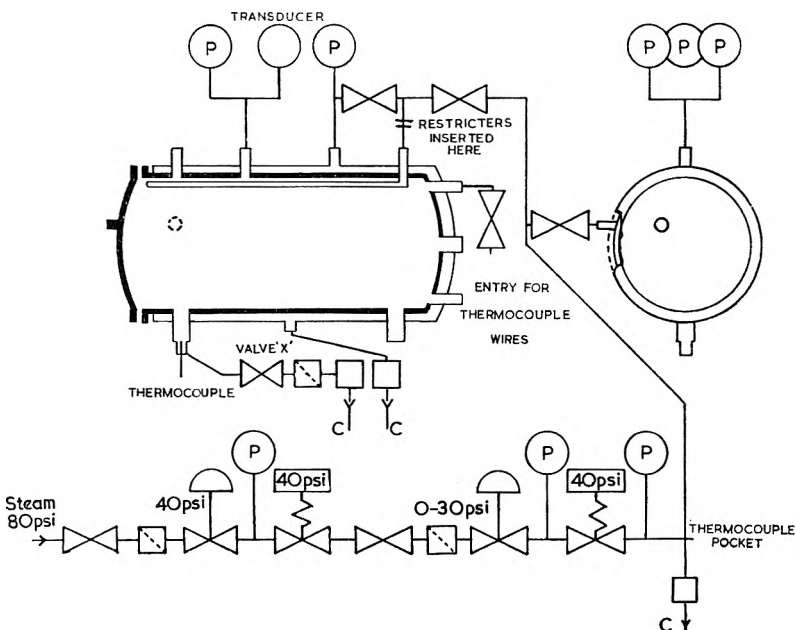 TRANSDUCER
P
P
P
P
P
RESTRICTERS
INSERTED
HERE
ENTRY FOR
THERMOCOUPLE
WIRES
VALVE'X'
THERMOCOUPLE
C
C
P
P
P
40psi
40psi
0-30psi
40psi
Steam
80psi
THERMOCOUPLE
POCKET
C